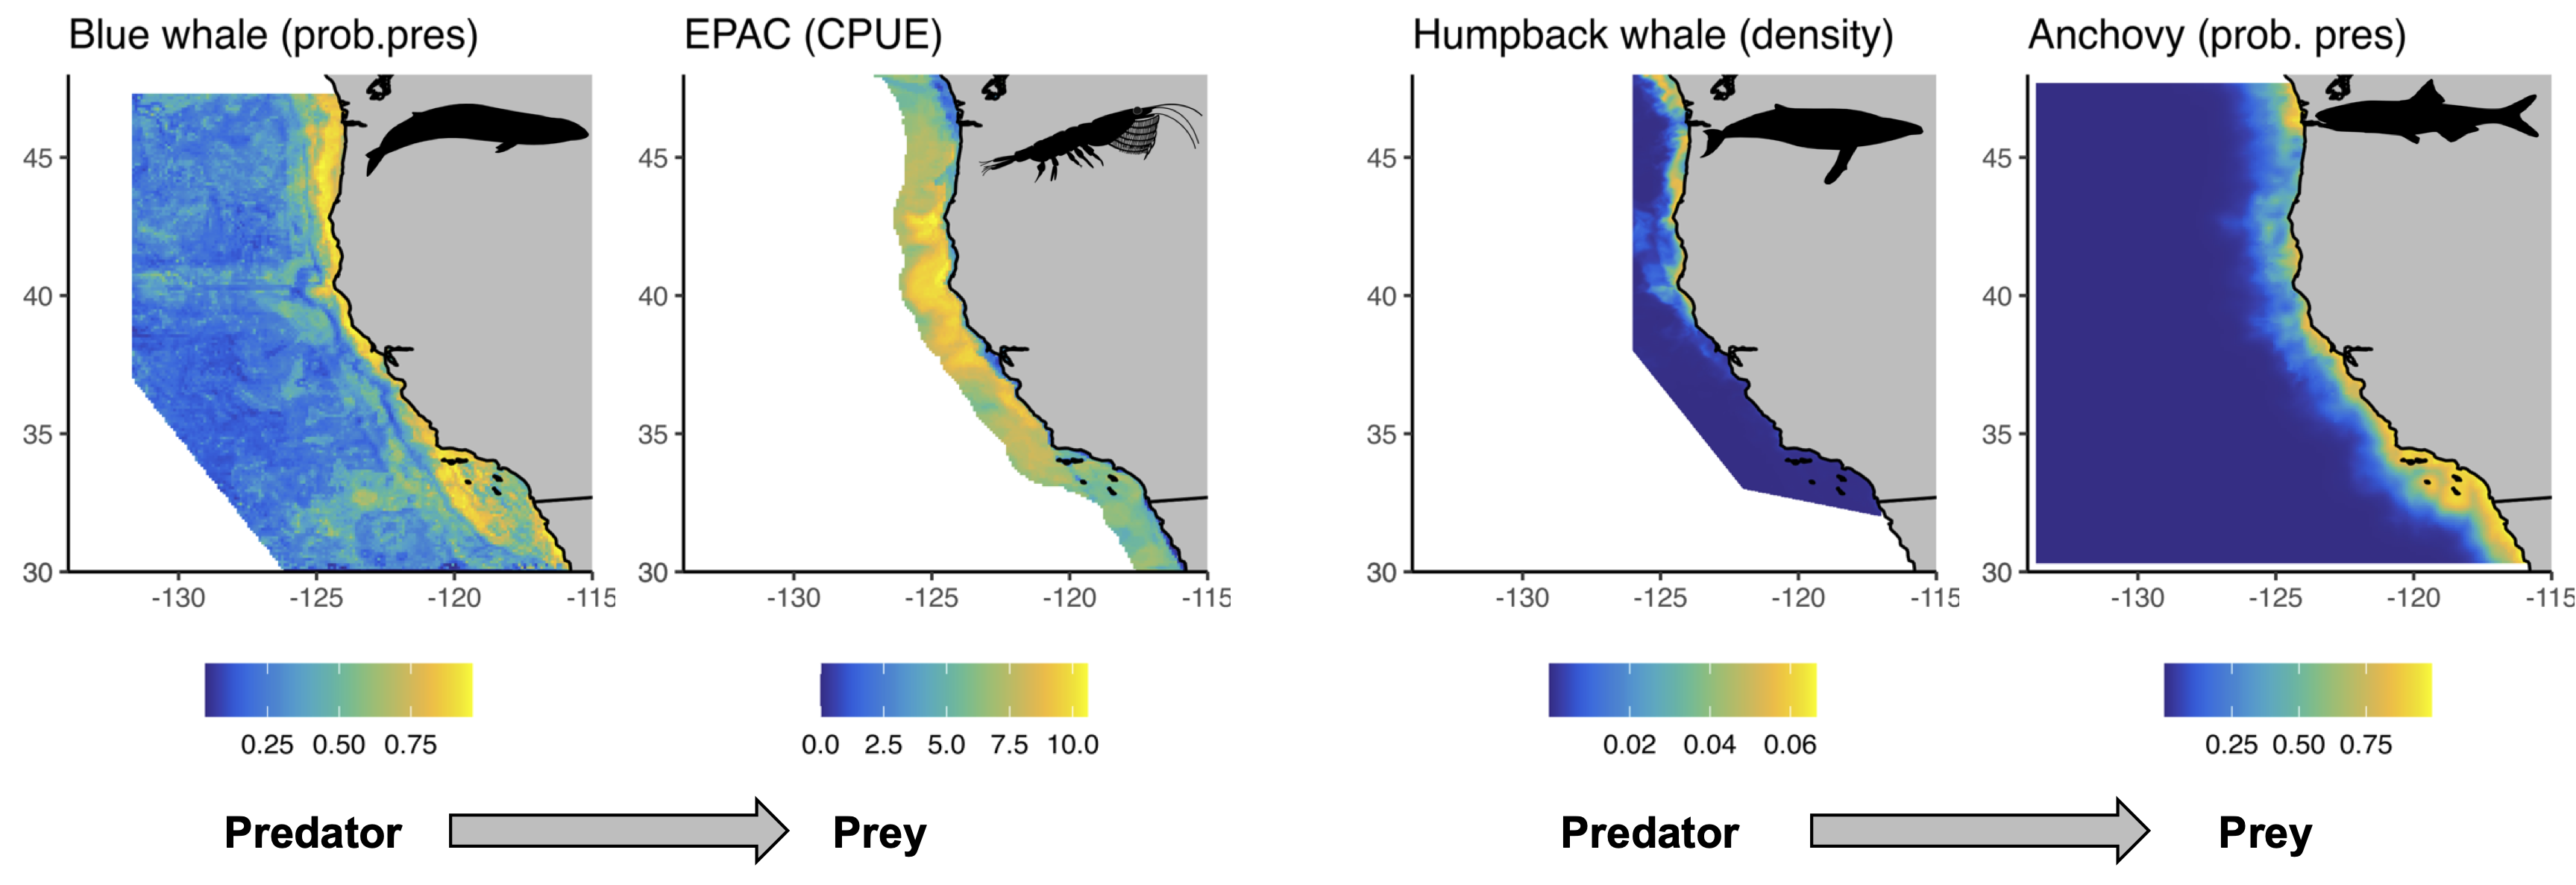 Blue whale (prob.pres)
EPAC (CPUE)
Humpback whale (density)
Anchovy (prob. pres)
45
40
35
30
-130 -125 -120 -115
45
40
35
30
-130 -125 -120 -115
45
40
35
30
-130 -125 -120 -115
45
40
35
30
-130 -125 -120 -115
0.25 0.50 0.75
0.0 2.5 5.0 7.5 10.0
0.02 0.04 0.06
0.25 0.50 0.75
Predator
Prey
Predator
Prey